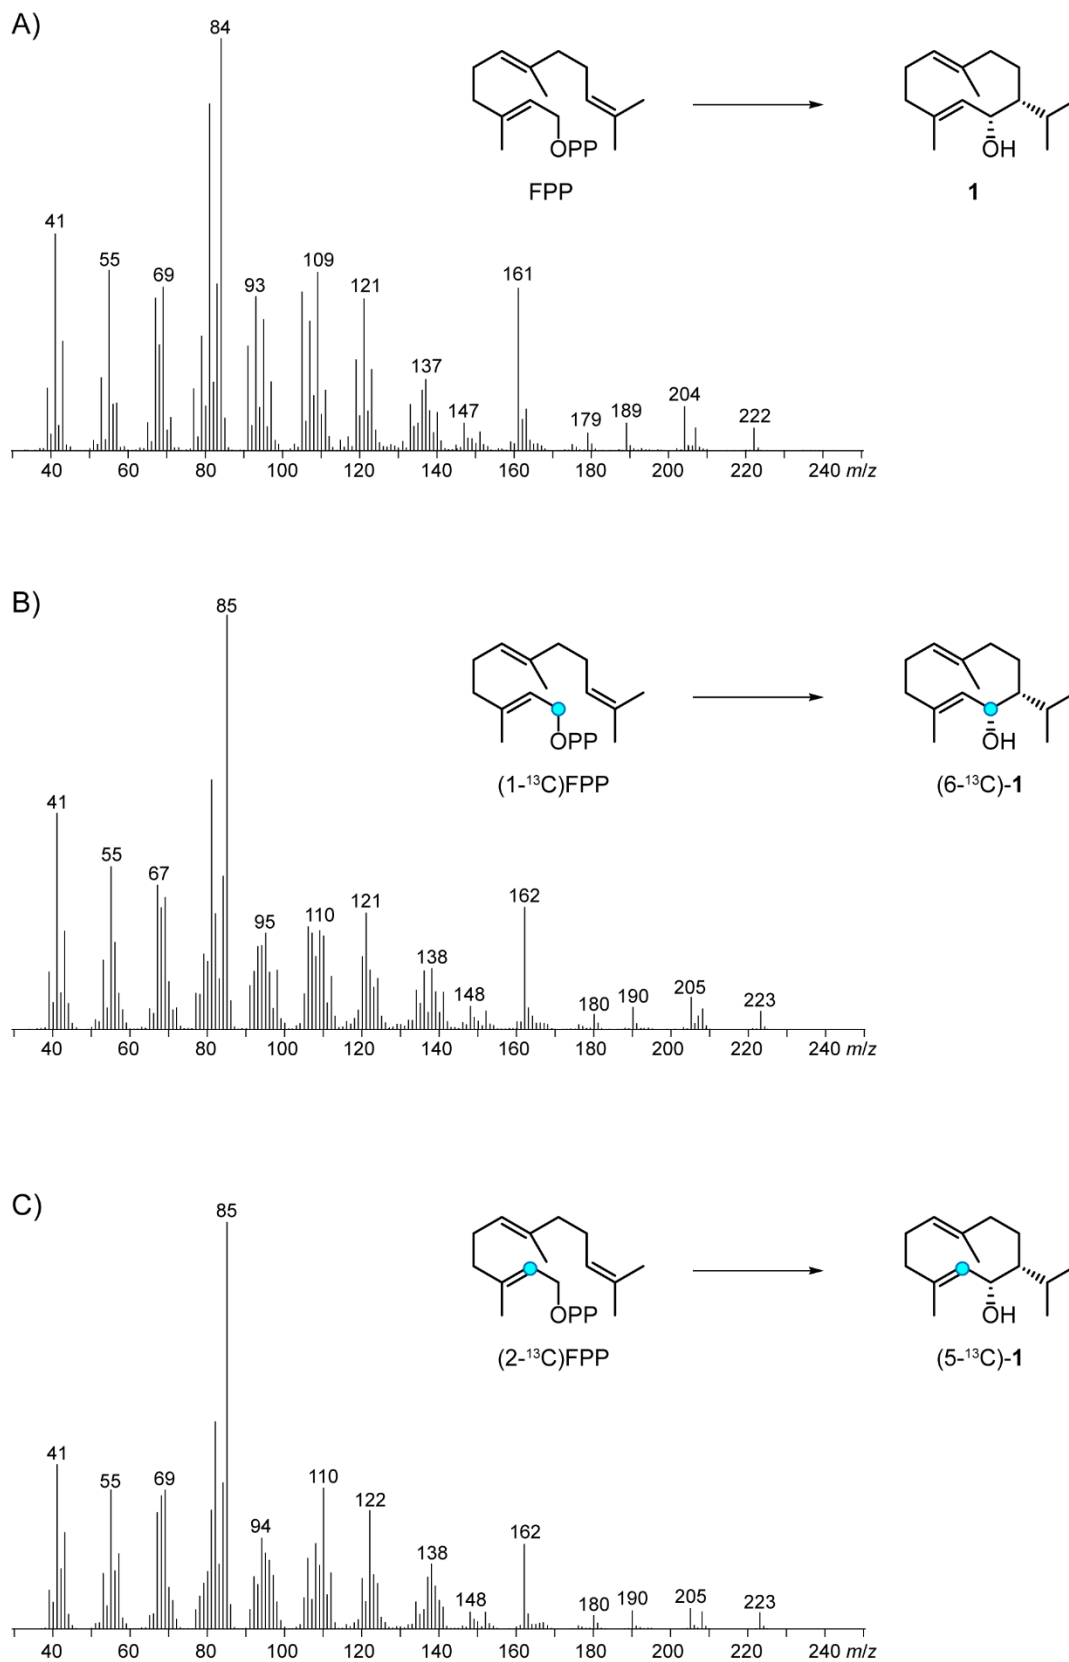 A)
84
41
55
69
93
109
121
137
147
161
179
189
204
222
OPP
FPP
OH
1
40 60 80 100 120 140 160 180 200 220 240 m/z
B)
85
41
55
67
95
110
121
138
148
162
180
190
205
223
OPP
(1-¹³C)FPP
OH
(6-¹³C)-1
40 60 80 100 120 140 160 180 200 220 240 m/z
C)
85
41
55
69
94
110
122
138
148
162
180
190
205
223
OPP
(2-¹³C)FPP
OH
(5-¹³C)-1
40 60 80 100 120 140 160 180 200 220 240 m/z